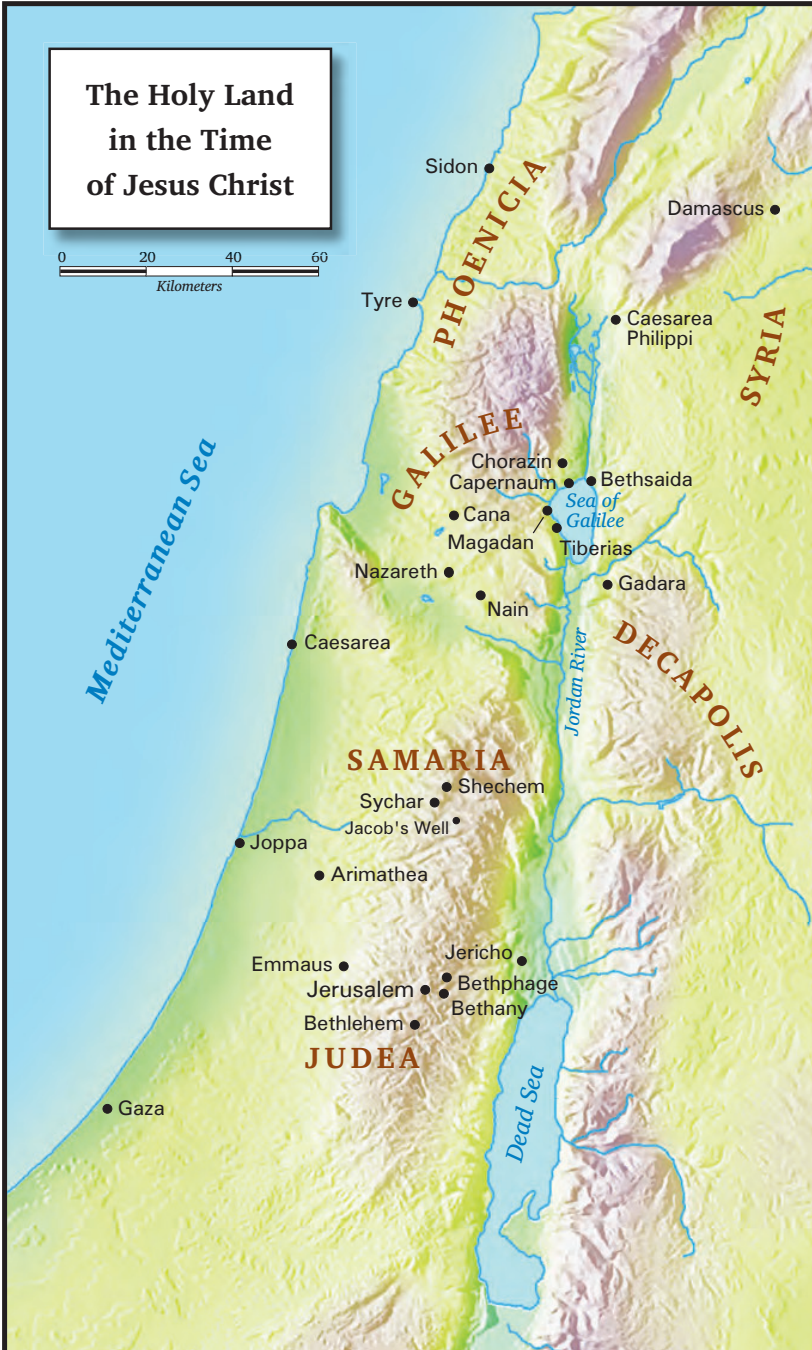 The Holy Land
in the Time
of Jesus Christ
0 20 40 60
Kilometers
Sidon
Damascus
PHOENICIA
Tyre
Caesarea
Philippi
SYRIA
GALILEE
Chorazin
Capernaum
Bethsaida
Sea of
Galilee
Cana
Magadan
Tiberias
Mediterranean Sea
Nazareth
Gadara
Nain
Caesarea
Jordan River
DECAPOLIS
SAMARIA
Shechem
Sychar
Jacob's Well
Joppa
Arimathea
Jericho
Emmaus
Bethphage
Jerusalem
Bethany
Bethlehem
JUDEA
Dead Sea
Gaza